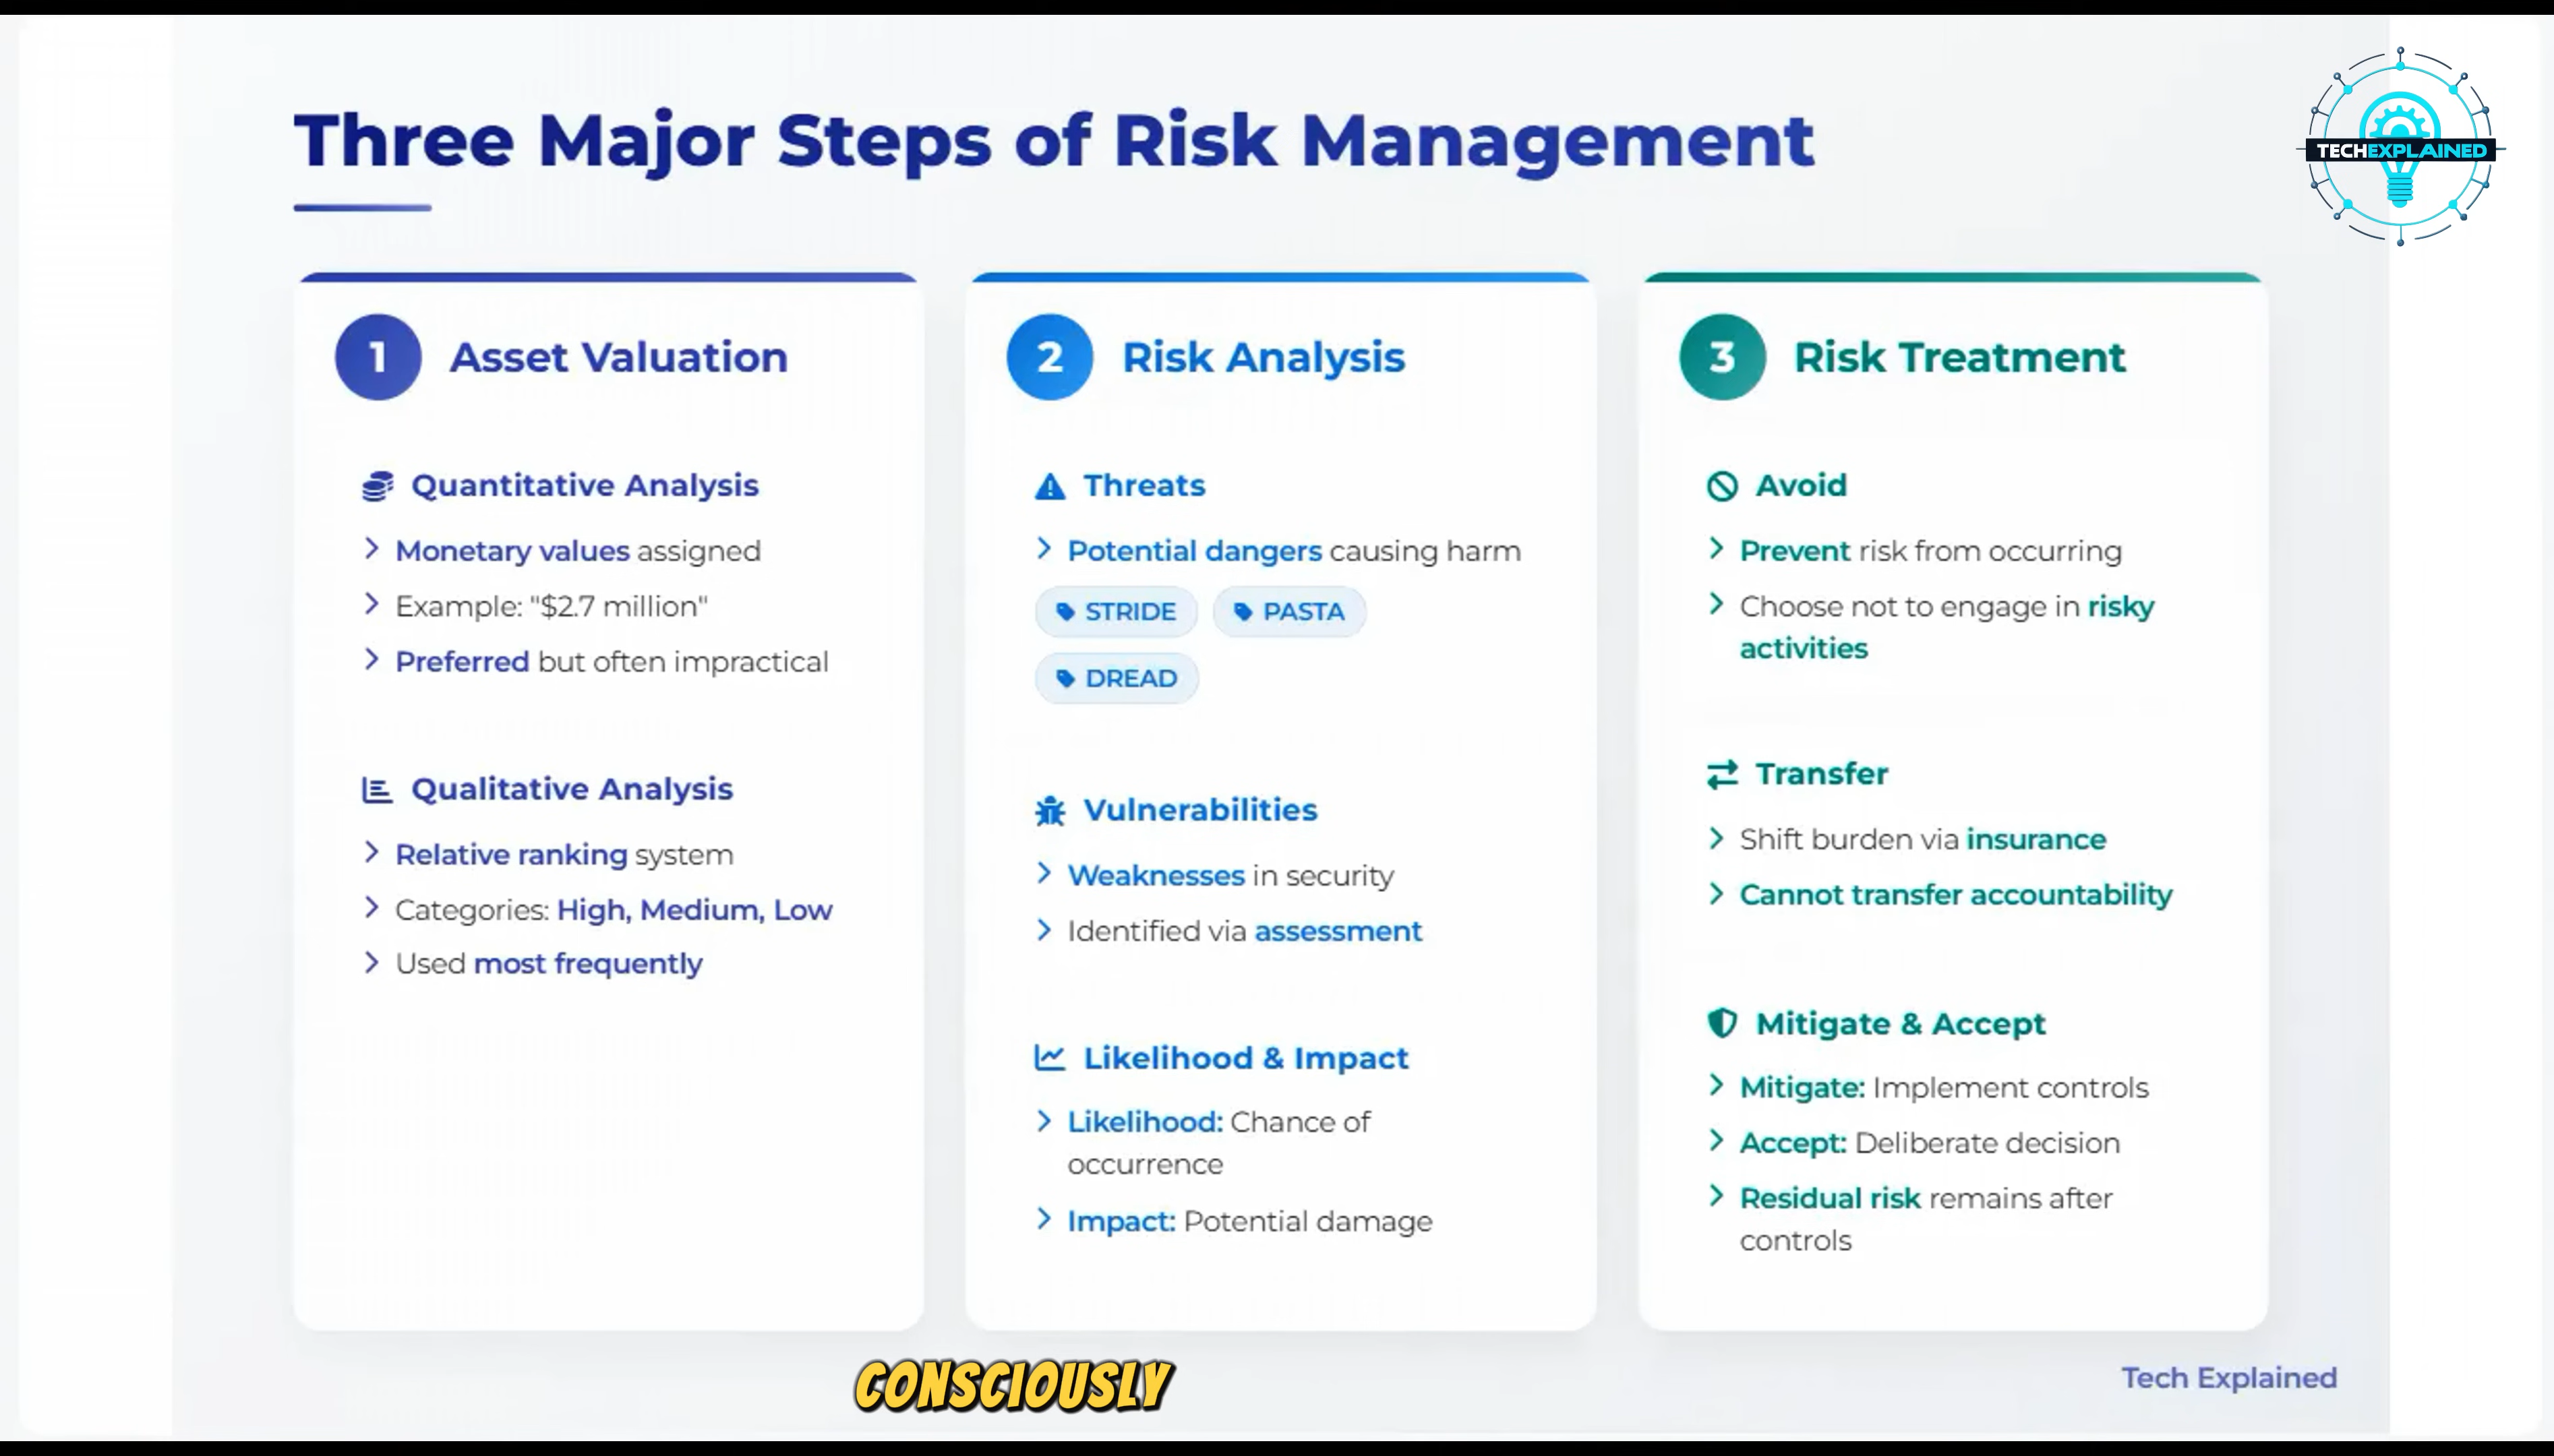 Three Major Steps of Risk Management
TECHEXPLAINED
1 Asset Valuation
Quantitative Analysis
Monetary values assigned
Example: "$2.7 million"
Preferred but often impractical
Qualitative Analysis
Relative ranking system
Categories: High, Medium, Low
Used most frequently
2 Risk Analysis
Threats
Potential dangers causing harm
STRIDE PASTA
DREAD
Vulnerabilities
Weaknesses in security
Identified via assessment
Likelihood & Impact
Likelihood: Chance of
occurrence
Impact: Potential damage
3 Risk Treatment
Avoid
Prevent risk from occurring
Choose not to engage in risky
activities
Transfer
Shift burden via insurance
Cannot transfer accountability
Mitigate & Accept
Mitigate: Implement controls
Accept: Deliberate decision
Residual risk remains after
controls
CONSCIOUSLY
Tech Explained